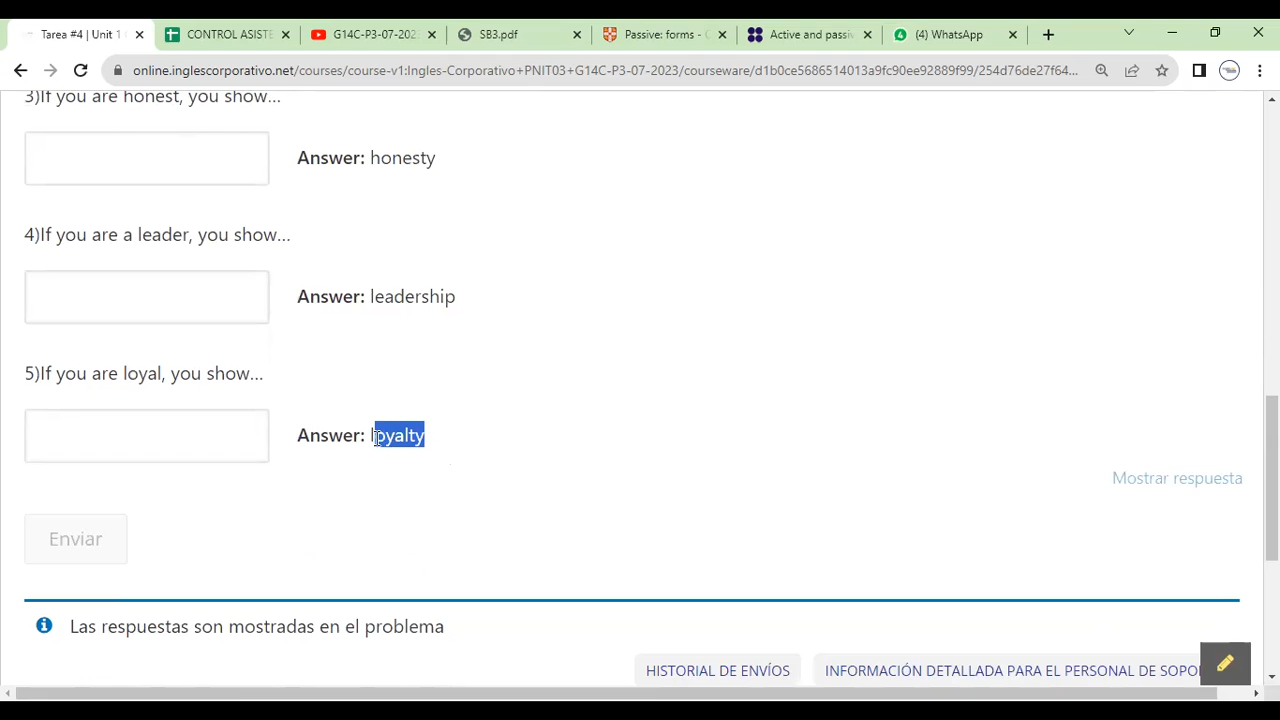 Tarea #4 | Unit 1
CONTROL ASISTE
G14C-P3-07-202
SB3.pdf
Passive: forms - G
Active and passiv
(4) WhatsApp
online.inglescorporativo.net/courses/course-v1:Ingles-Corporativo+PNIT03+G14C-P3-07-2023/courseware/d1b0ce5686514013a9fc90ee92889f99/254d76de27f64...
3)If you are honest, you show...
Answer: honesty
4)If you are a leader, you show...
Answer: leadership
5)If you are loyal, you show...
Answer: loyalty
Mostrar respuesta
Enviar
Las respuestas son mostradas en el problema
HISTORIAL DE ENVÍOS
INFORMACIÓN DETALLADA PARA EL PERSONAL DE SOPO